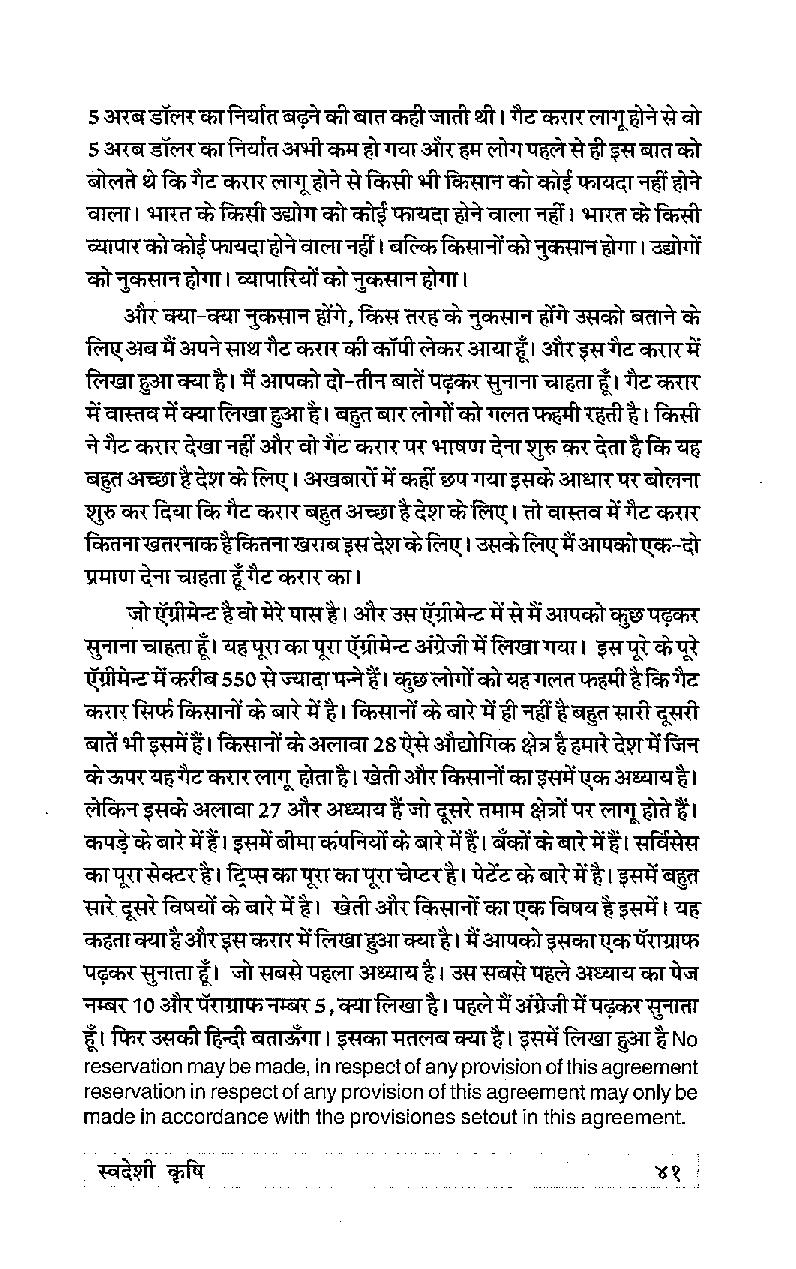 5 अरब डॉलर का निर्यात बढ़ने की बात कही जाती थी। गैट करार लागू होने से वो
5 अरब डॉलर का निर्यात अभी कम हो गया और हम लोग पहले से ही इस बात को
बोलते थे कि गैट करार लागू होने से किसी भी किसान को कोई फायदा नहीं होने
वाला। भारत के किसी उद्योग को कोई फायदा होने वाला नहीं। भारत के किसी
व्यापार को कोई फायदा होने वाला नहीं। बल्कि किसानों को नुकसान होगा। उद्योगों
को नुकसान होगा। व्यापारियों को नुकसान होगा।
और क्या-क्या नुकसान होंगे, किस तरह के नुकसान होंगे उसको बताने के
लिए अब मैं अपने साथ गैट करार की कॉपी लेकर आया हूँ। और इस गैट करार में
लिखा हुआ क्या है। मैं आपको दो-तीन बातें पढ़कर सुनाना चाहता हूँ। गैट करार
में वास्तव में क्या लिखा हुआ है। बहुत बार लोगों को गलत फहमी रहती है। किसी
ने गैट करार देखा नहीं और वो गैट करार पर भाषण देना शुरु कर देता है कि यह
बहुत अच्छा है देश के लिए। अखबारों में कहीं छप गया इसके आधार पर बोलना
शुरु कर दिया कि गैट करार बहुत अच्छा है देश के लिए। तो वास्तव में गैट करार
कितना खतरनाक है कितना खराब इस देश के लिए। उसके लिए मैं आपको एक-दो
प्रमाण देना चाहता हूँ गैट करार का।
जो ऍग्रीमेन्ट है वो मेरे पास है। और उस ऍग्रीमेन्ट में से मैं आपको कुछ पढ़कर
सुनाना चाहता हूँ। यह पूरा का पूरा ऍग्रीमेन्ट अंग्रेजी में लिखा गया। इस पूरे के पूरे
ऍग्रीमेन्ट में करीब 550 से ज्यादा पन्ने हैं। कुछ लोगों को यह गलत फहमी है कि गैट
करार सिर्फ किसानों के बारे में है। किसानों के बारे में ही नहीं है बहुत सारी दूसरी
बातें भी इसमें हैं। किसानों के अलावा 28 ऐसे औद्योगिक क्षेत्र है हमारे देश में जिन
के ऊपर यह गैट करार लागू होता है। खेती और किसानों का इसमें एक अध्याय है।
लेकिन इसके अलावा 27 और अध्याय हैं जो दूसरे तमाम क्षेत्रों पर लागू होते हैं।
कपड़े के बारे में हैं। इसमें बीमा कंपनियों के बारे में हैं। बँकों के बारे में हैं। सर्विसेस
का पूरा सेक्टर है। ट्रिप्स का पूरा का पूरा चेप्टर है। पेटेंट के बारे में है। इसमें बहुत
सारे दूसरे विषयों के बारे में है। खेती और किसानों का एक विषय है इसमें। यह
कहता क्या है और इस करार में लिखा हुआ क्या है। मैं आपको इसका एक पॅराग्राफ
पढ़कर सुनाता हूँ। जो सबसे पहला अध्याय है। उस सबसे पहले अध्याय का पेज
नम्बर 10 और पॅराग्राफ नम्बर 5, क्या लिखा है। पहले मैं अंग्रेजी में पढ़कर सुनाता
हूँ। फिर उसकी हिन्दी बताऊँगा। इसका मतलब क्या है। इसमें लिखा हुआ है No
reservation may be made, in respect of any provision of this agreement
reservation in respect of any provision of this agreement may only be
made in accordance with the provisiones setout in this agreement.
स्वदेशी कृषि ४१